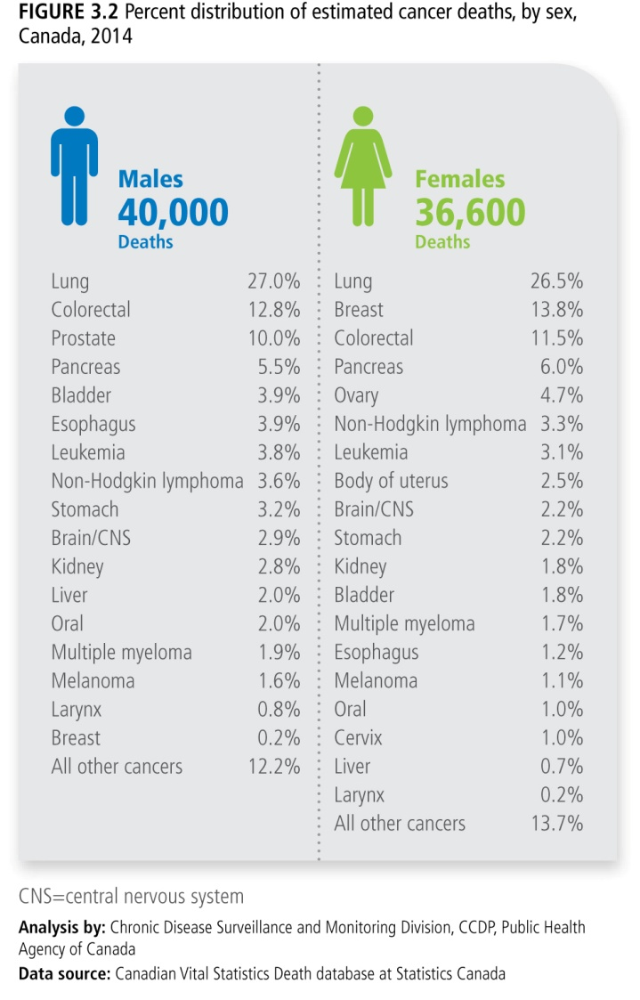 FIGURE 3.2 Percent distribution of estimated cancer deaths, by sex,
Canada, 2014
Males
40,000
Deaths
Lung 27.0%
Colorectal 12.8%
Prostate 10.0%
Pancreas 5.5%
Bladder 3.9%
Esophagus 3.9%
Leukemia 3.8%
Non-Hodgkin lymphoma 3.6%
Stomach 3.2%
Brain/CNS 2.9%
Kidney 2.8%
Liver 2.0%
Oral 2.0%
Multiple myeloma 1.9%
Melanoma 1.6%
Larynx 0.8%
Breast 0.2%
All other cancers 12.2%
Females
36,600
Deaths
Lung 26.5%
Breast 13.8%
Colorectal 11.5%
Pancreas 6.0%
Ovary 4.7%
Non-Hodgkin lymphoma 3.3%
Leukemia 3.1%
Body of uterus 2.5%
Brain/CNS 2.2%
Stomach 2.2%
Kidney 1.8%
Bladder 1.8%
Multiple myeloma 1.7%
Esophagus 1.2%
Melanoma 1.1%
Oral 1.0%
Cervix 1.0%
Liver 0.7%
Larynx 0.2%
All other cancers 13.7%
CNS=central nervous system
Analysis by: Chronic Disease Surveillance and Monitoring Division, CCDP, Public Health
Agency of Canada
Data source: Canadian Vital Statistics Death database at Statistics Canada